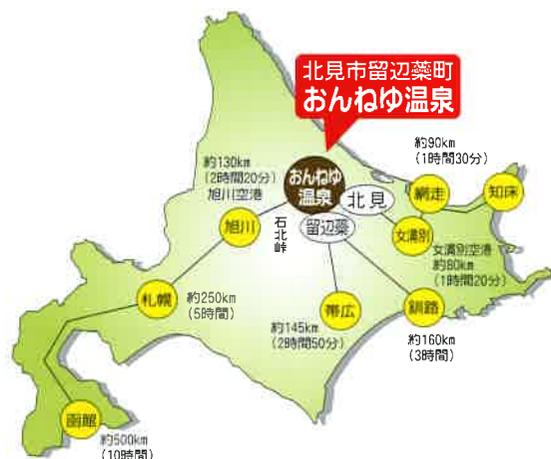 北見市留辺蘂町
おんねゆ温泉
約90km
(1時間30分)
約130km
(2時間20分)
旭川空港
おんねゆ
温泉
北見
網走
知床
石北峠
留辺蘂
旭川
女満別
女満別空港
約80km
(1時間20分)
札幌
約250km
(5時間)
帯広
釧路
約145km
(2時間50分)
約160km
(3時間)
函館
約500km
(10時間)